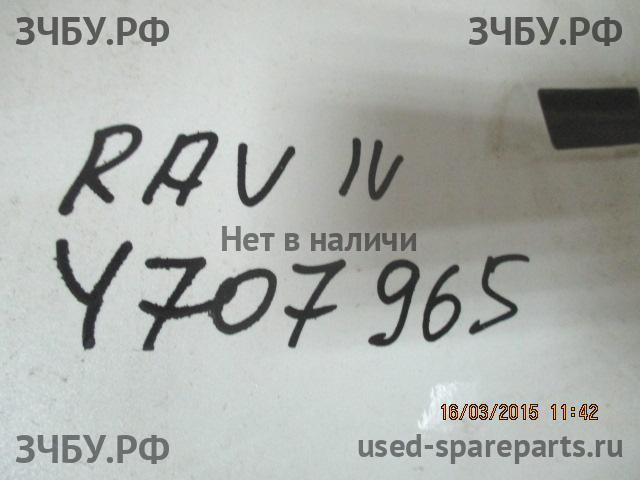 ЗЧБУ.РФ ЗЧБУ.РФ
RAV IV
Нет в наличи
Y707965
16/03/2015 11:42
ЗЧБУ.РФ used-spareparts.ru